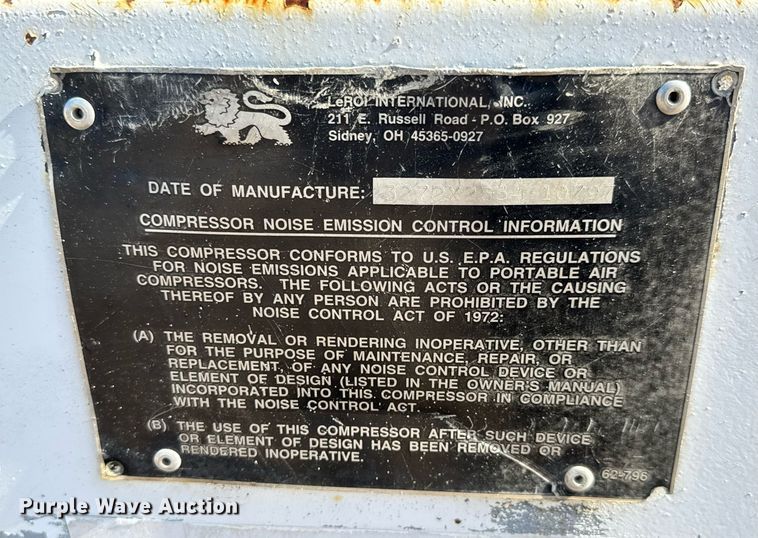 LeROI INTERNATIONAL, INC.
211 E. Russell Road - P.O. Box 927
Sidney, OH 45365-0927
DATE OF MANUFACTURE:
COMPRESSOR NOISE EMISSION CONTROL INFORMATION
THIS COMPRESSOR CONFORMS TO U.S. E.P.A. REGULATIONS
FOR NOISE EMISSIONS APPLICABLE TO PORTABLE AIR
COMPRESSORS. THE FOLLOWING ACTS OR THE CAUSING
THEREOF BY ANY PERSON ARE PROHIBITED BY THE
NOISE CONTROL ACT OF 1972:
(A) THE REMOVAL OR RENDERING INOPERATIVE, OTHER THAN
FOR THE PURPOSE OF MAINTENANCE, REPAIR, OR
REPLACEMENT, OF ANY NOISE CONTROL DEVICE OR
ELEMENT OF DESIGN (LISTED IN THE OWNER'S MANUAL)
INCORPORATED INTO THIS COMPRESSOR IN COMPLIANCE
WITH THE NOISE CONTROL ACT.
(B) THE USE OF THIS COMPRESSOR AFTER SUCH DEVICE
OR ELEMENT OF DESIGN HAS BEEN REMOVED OR
RENDERED INOPERATIVE.
62-796
Purple Wave Auction